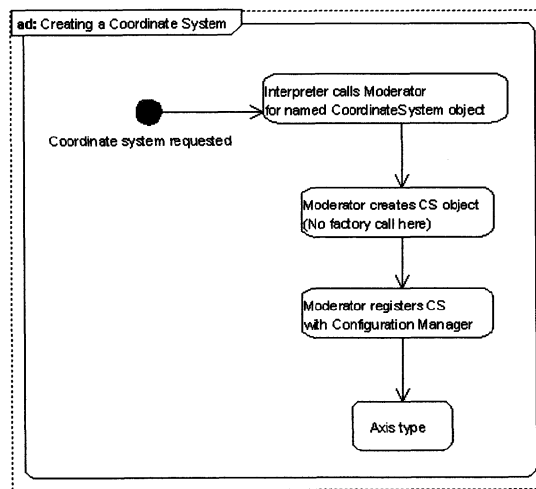 ad: Creating a Coordinate System
Interpreter calls Moderator
for named CoordinateSystem object
Coordinate system requested
Moderator creates CS object
(No factory call here)
Moderator registers CS
with Configuration Manager
Axis type